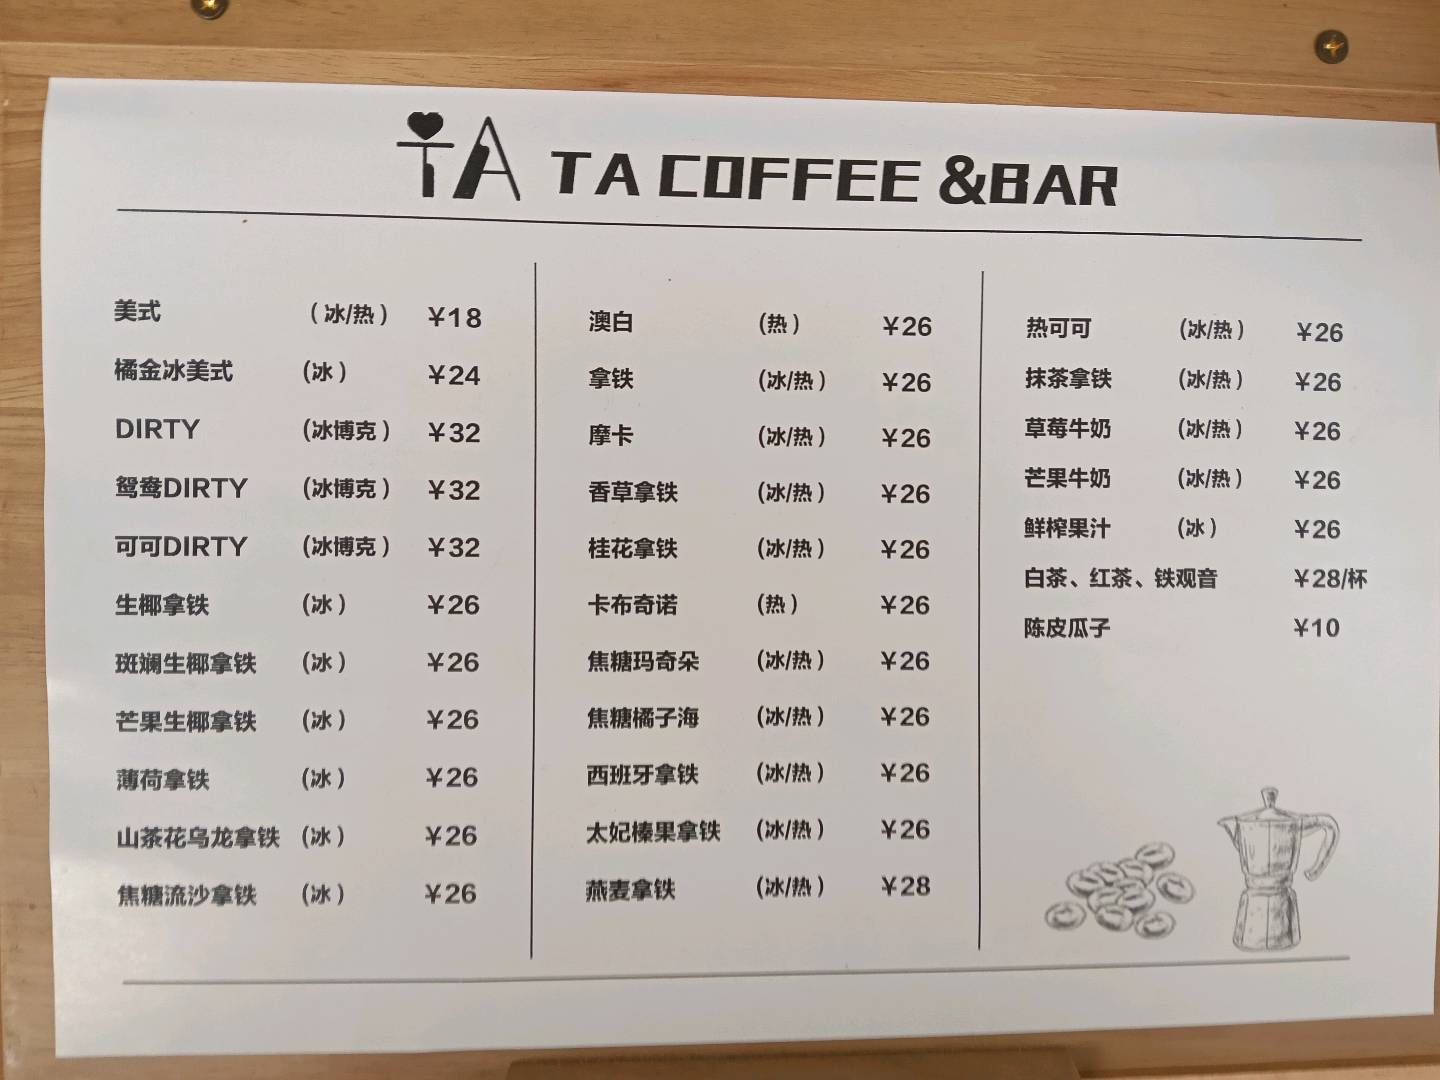 TA TA COFFEE &BAR
美式 (冰/热) ¥18
橘金冰美式 (冰) ¥24
DIRTY (冰博克) ¥32
鸳鸯DIRTY (冰博克) ¥32
可可DIRTY (冰博克) ¥32
生椰拿铁 (冰) ¥26
斑斓生椰拿铁 (冰) ¥26
芒果生椰拿铁 (冰) ¥26
薄荷拿铁 (冰) ¥26
山茶花乌龙拿铁 (冰) ¥26
焦糖流沙拿铁 (冰) ¥26
澳白 (热) ¥26
拿铁 (冰/热) ¥26
摩卡 (冰/热) ¥26
香草拿铁 (冰/热) ¥26
桂花拿铁 (冰/热) ¥26
卡布奇诺 (热) ¥26
焦糖玛奇朵 (冰/热) ¥26
焦糖橘子海 (冰/热) ¥26
西班牙拿铁 (冰/热) ¥26
太妃榛果拿铁 (冰/热) ¥26
燕麦拿铁 (冰/热) ¥28
热可可 (冰/热) ¥26
抹茶拿铁 (冰/热) ¥26
草莓牛奶 (冰/热) ¥26
芒果牛奶 (冰/热) ¥26
鲜榨果汁 (冰) ¥26
白茶、红茶、铁观音 ¥28/杯
陈皮瓜子 ¥10